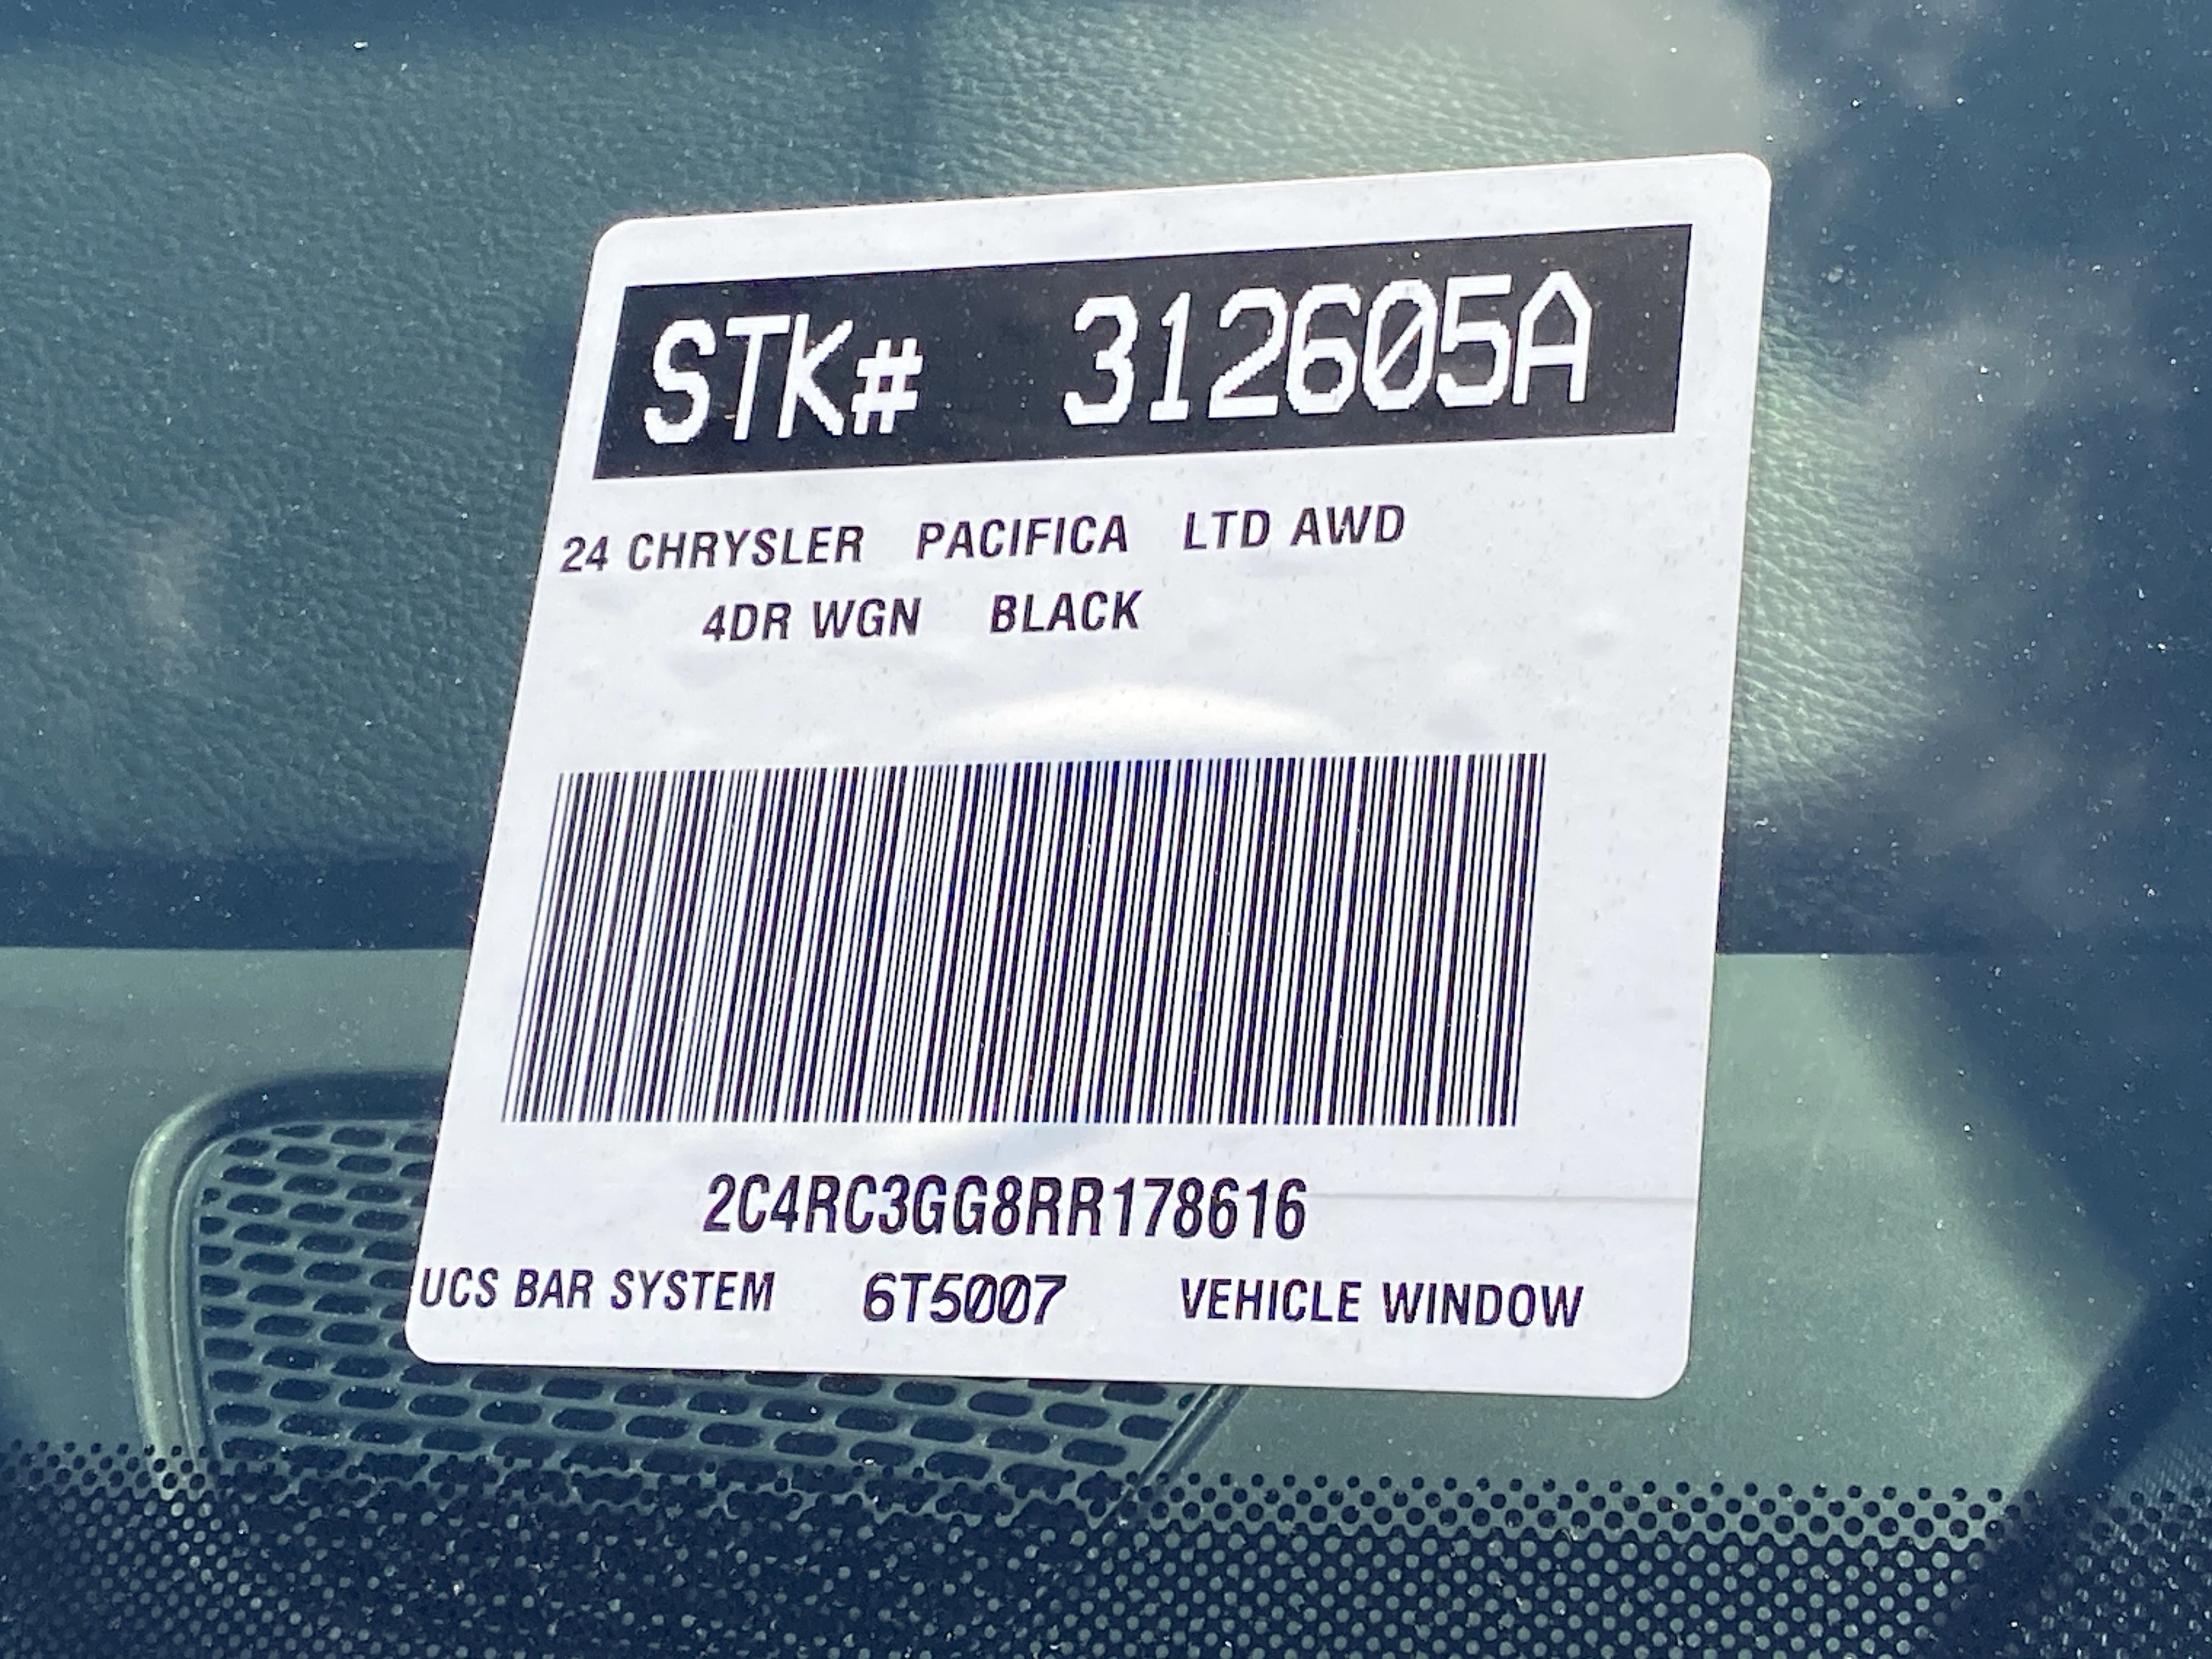 STK# 312605A
24 CHRYSLER PACIFICA LTD AWD
4DR WGN BLACK
2C4RC3GG8RR178616
UCS BAR SYSTEM 6T5007 VEHICLE WINDOW